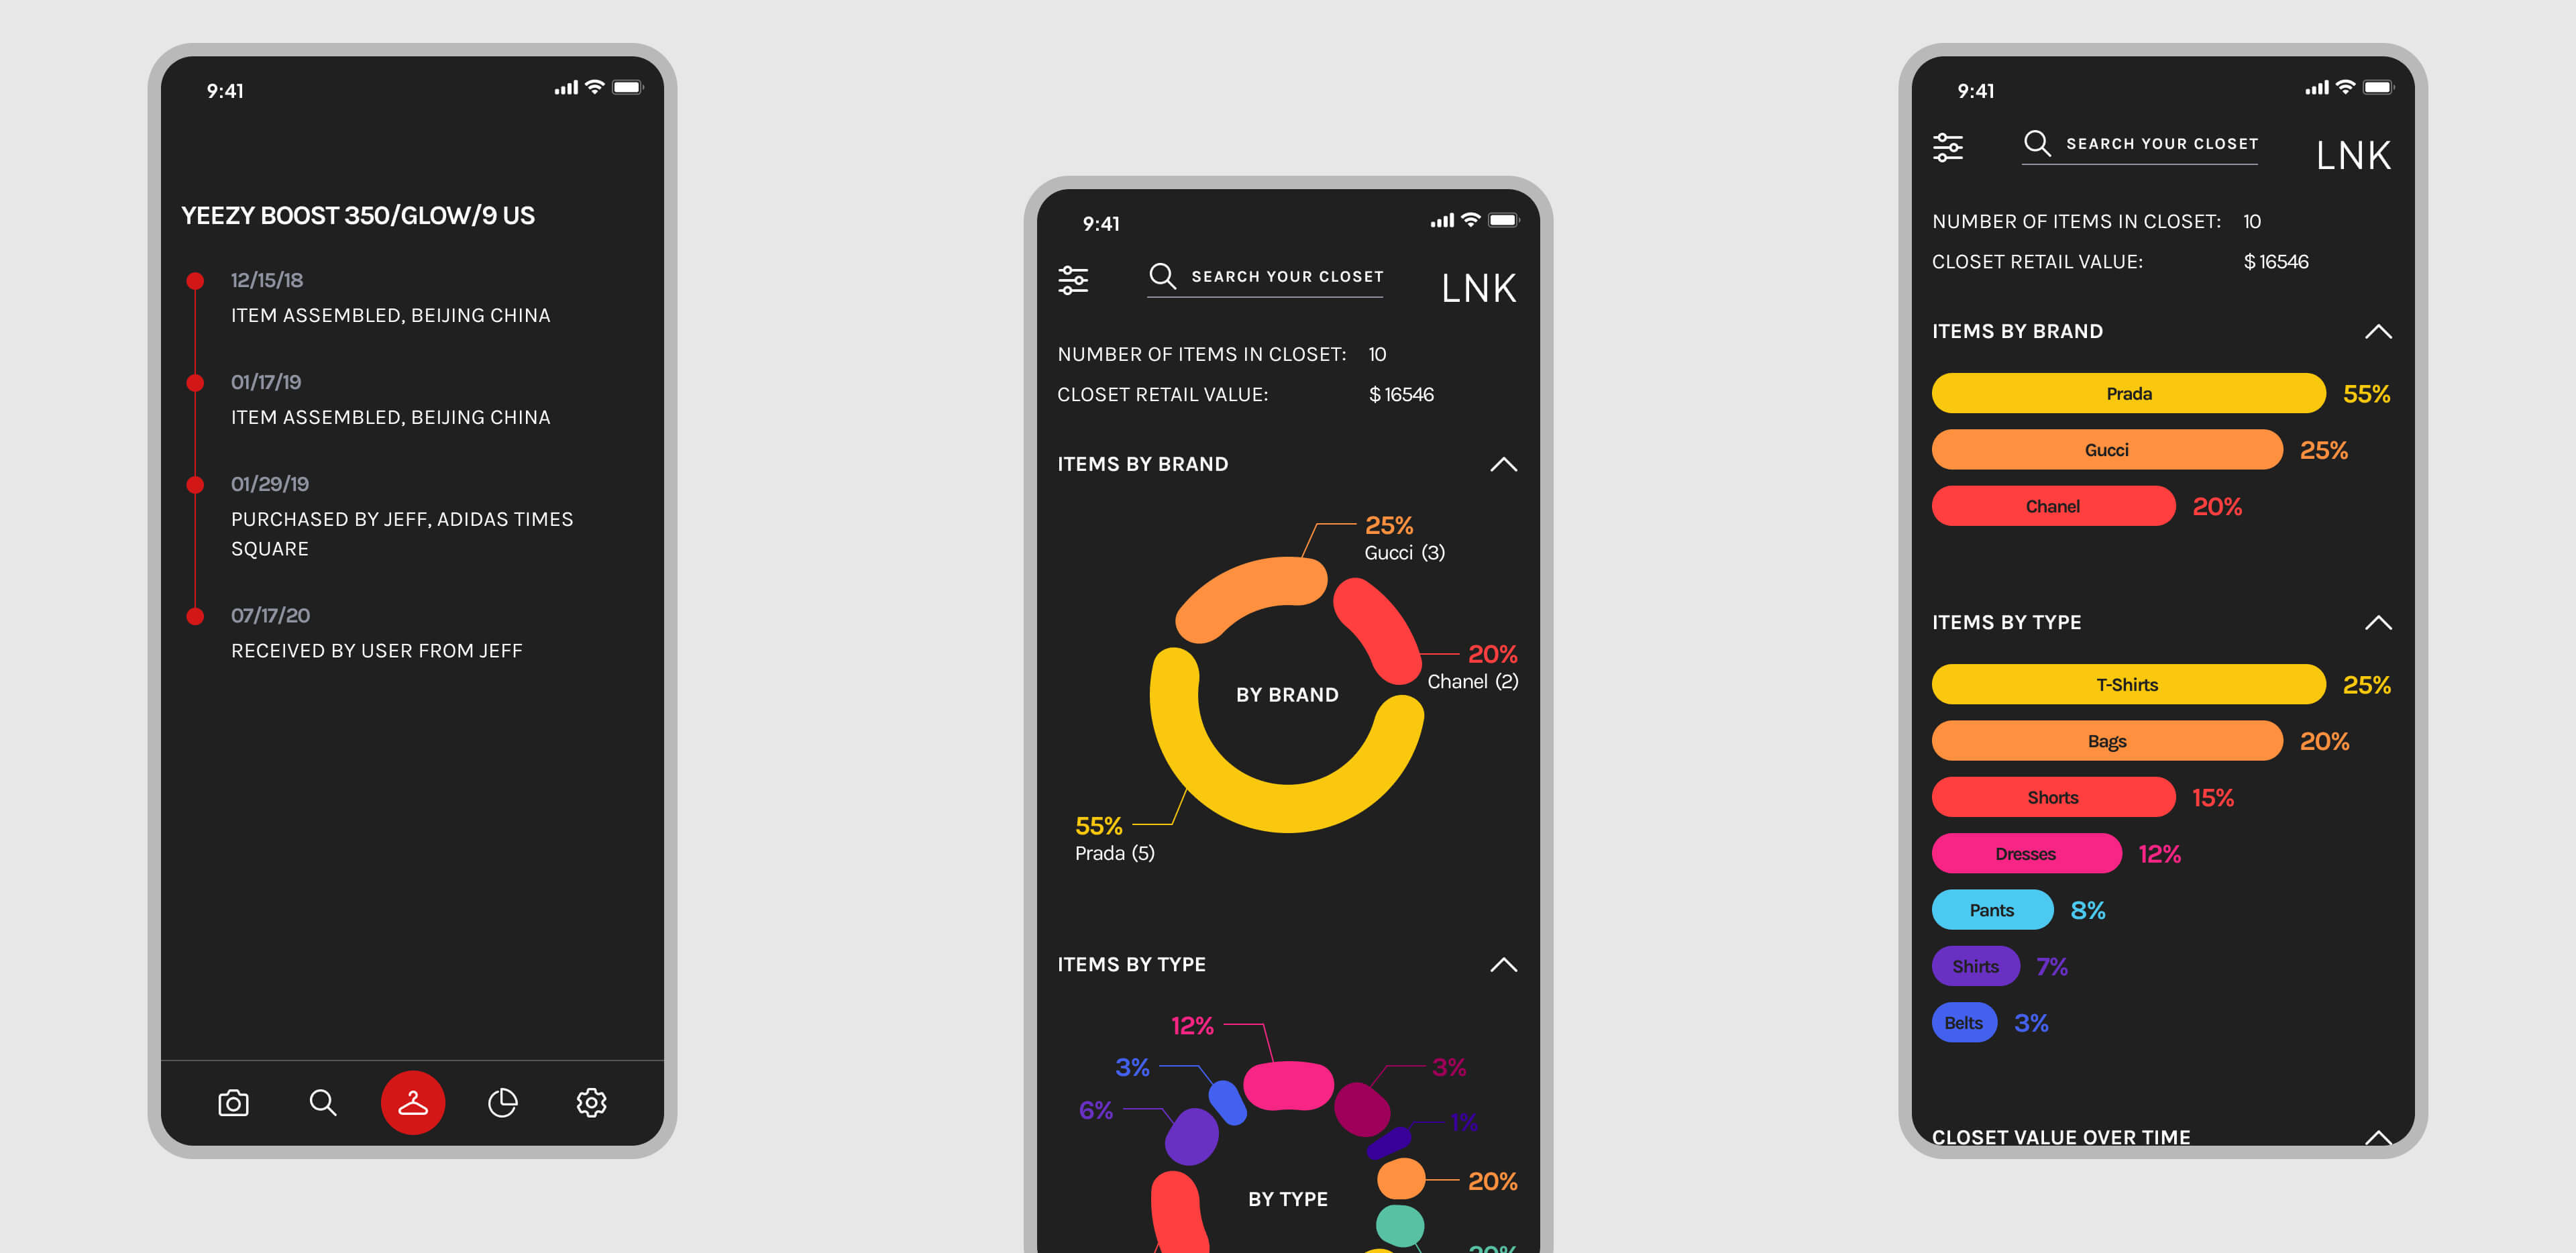 9:41
YEEZY BOOST 350/GLOW/9 US
12/15/18
ITEM ASSEMBLED, BEIJING CHINA
01/17/19
ITEM ASSEMBLED, BEIJING CHINA
01/29/19
PURCHASED BY JEFF, ADIDAS TIMES
SQUARE
07/17/20
RECEIVED BY USER FROM JEFF
9:41
SEARCH YOUR CLOSET
LNK
NUMBER OF ITEMS IN CLOSET: 10
CLOSET RETAIL VALUE: $ 16546
ITEMS BY BRAND
25%
Gucci (3)
20%
Chanel (2)
BY BRAND
55%
Prada (5)
ITEMS BY TYPE
12%
3%
3%
6%
1%
20%
BY TYPE
9:41
SEARCH YOUR CLOSET
LNK
NUMBER OF ITEMS IN CLOSET: 10
CLOSET RETAIL VALUE: $ 16546
ITEMS BY BRAND
Prada 55%
Gucci 25%
Chanel 20%
ITEMS BY TYPE
T-Shirts 25%
Bags 20%
Shorts 15%
Dresses 12%
Pants 8%
Shirts 7%
Belts 3%
CLOSET VALUE OVER TIME